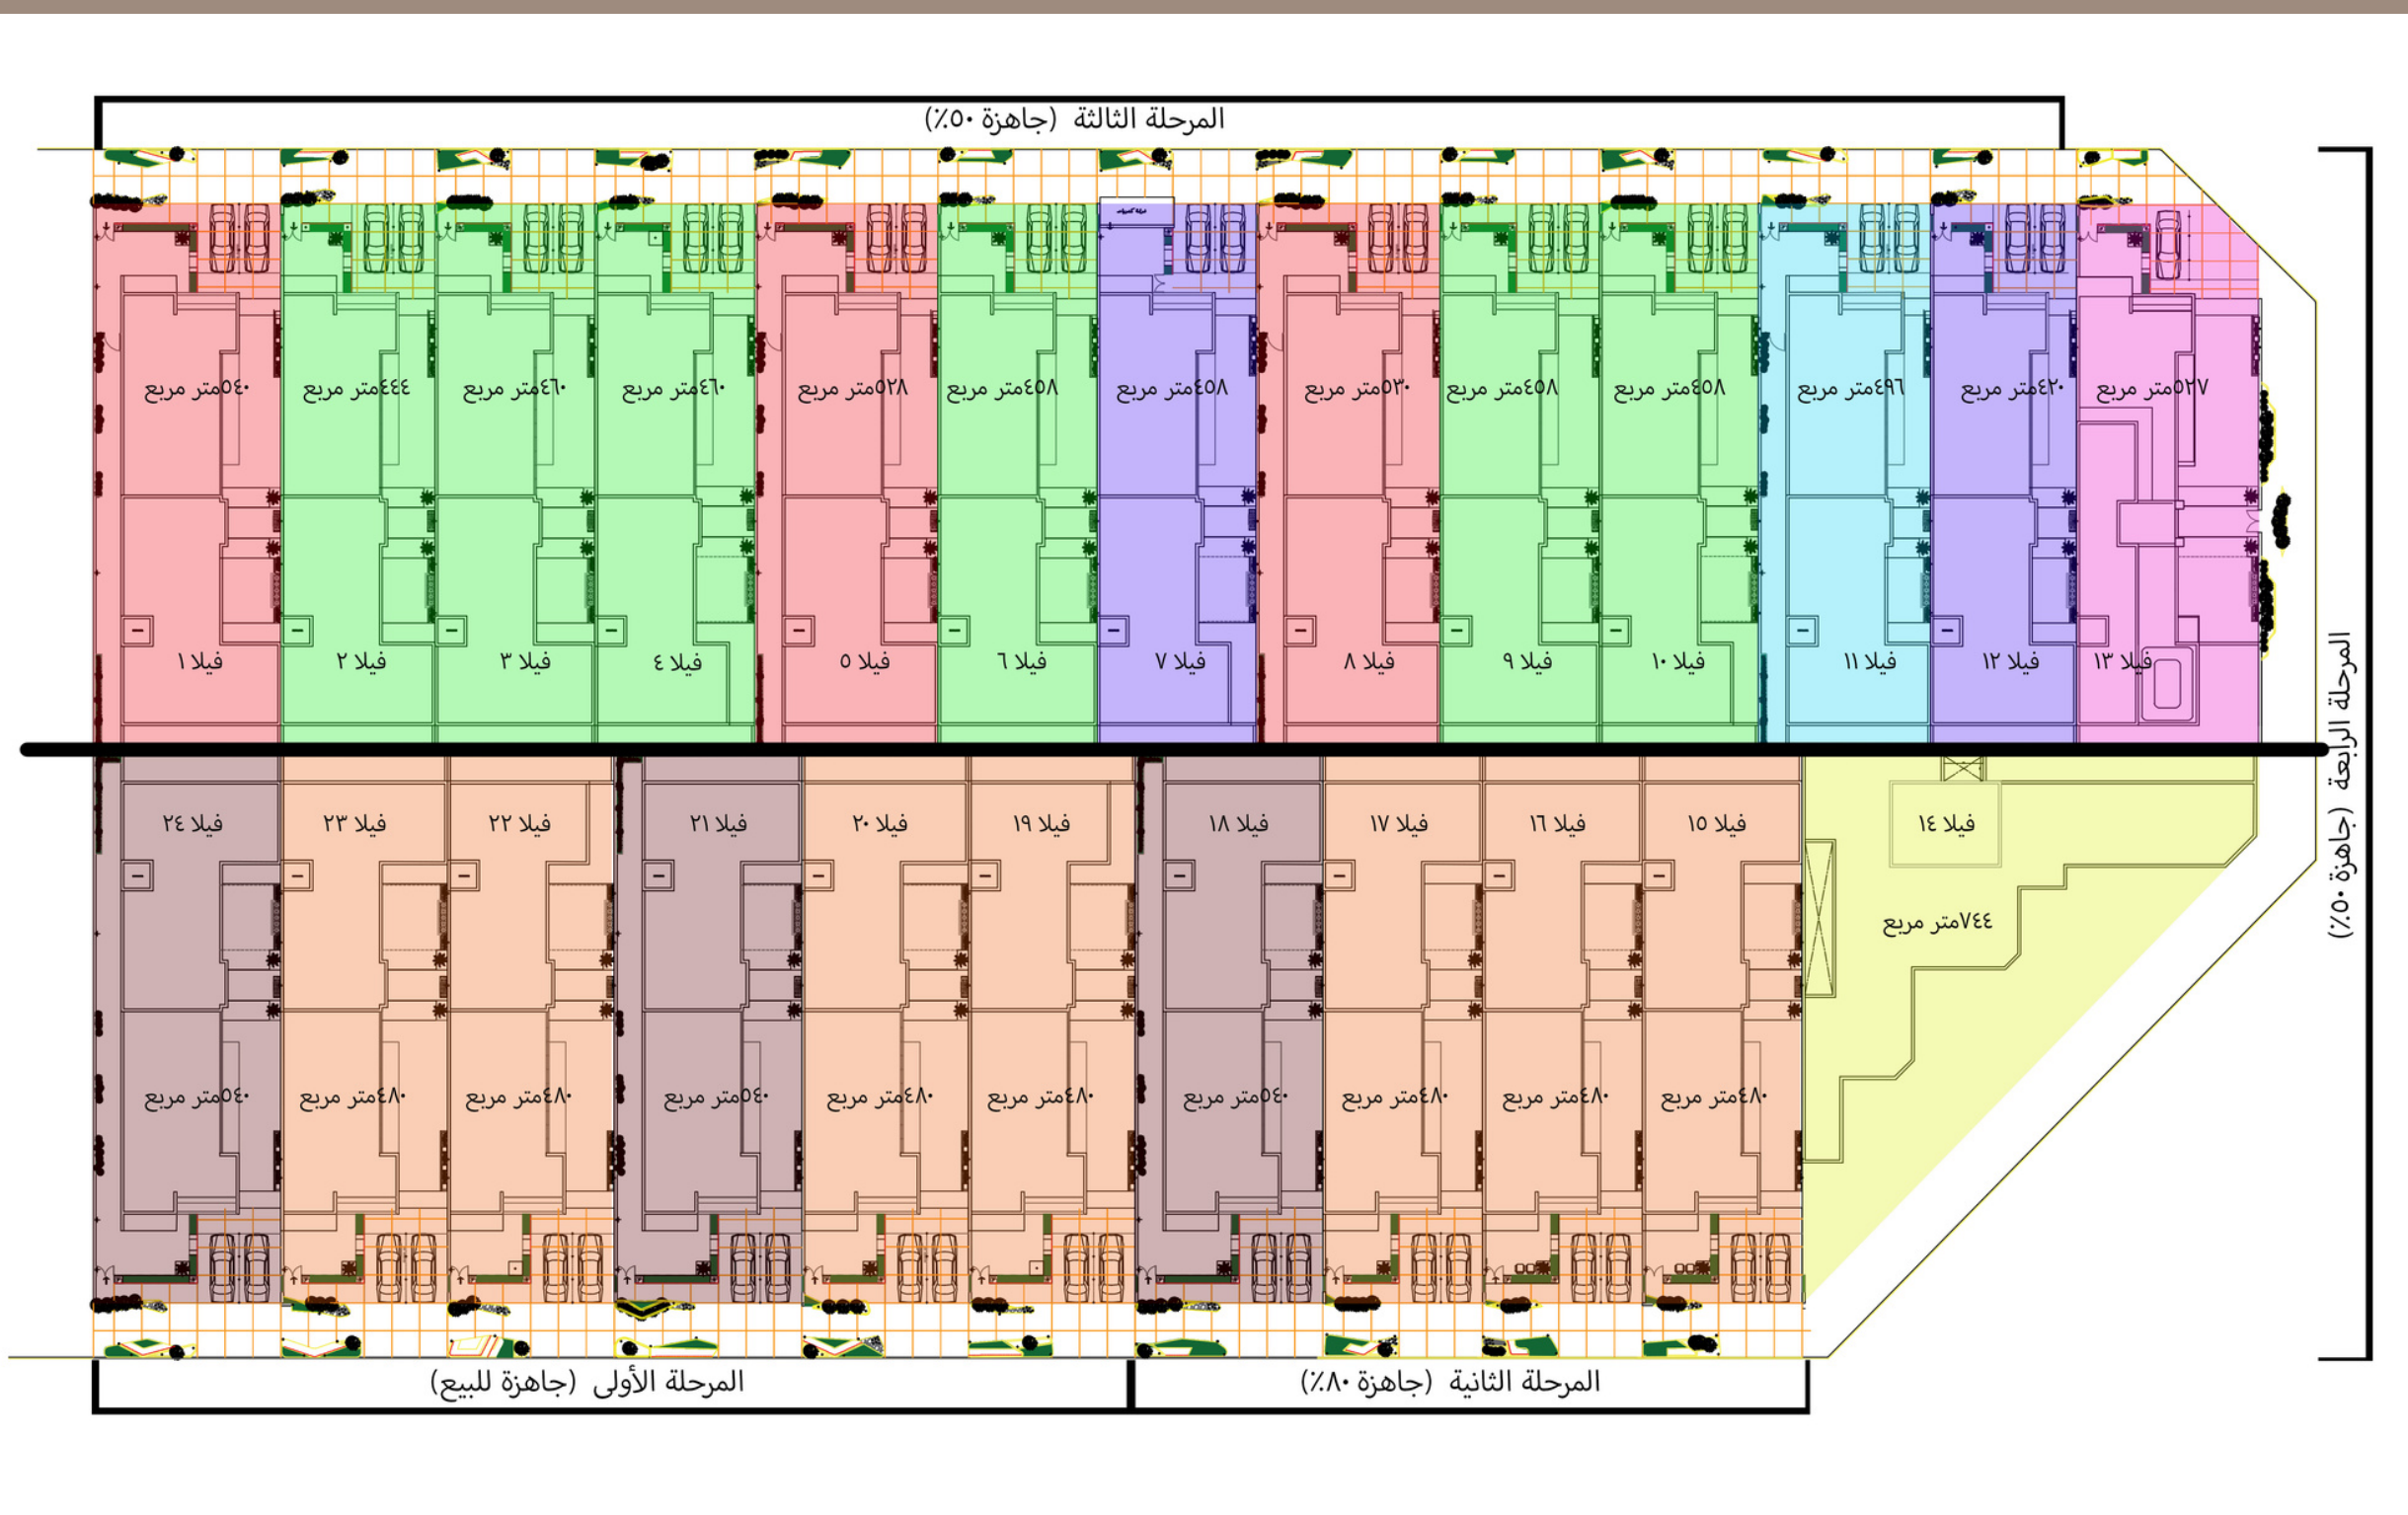 المرحلة الثالثة (جاهزة ٥٠٪)
٥٤٠متر مربع
٤٤٤متر مربع
٤٦٠متر مربع
٤٦٠متر مربع
٥٢٨متر مربع
٤٥٨متر مربع
٤٥٨متر مربع
٥٣٠متر مربع
٤٥٨متر مربع
٤٥٨متر مربع
٤٩٦متر مربع
٤٢٠متر مربع
٥٢٧متر مربع
فيلا ١
فيلا ٢
فيلا ٣
فيلا ٤
فيلا ٥
فيلا ٦
فيلا ٧
فيلا ٨
فيلا ٩
فيلا ١٠
فيلا ١١
فيلا ١٢
فيلا ١٣
المرحلة الرابعة (جاهزة ٥٠٪)
فيلا ٢٤
فيلا ٢٣
فيلا ٢٢
فيلا ٢١
فيلا ٢٠
فيلا ١٩
فيلا ١٨
فيلا ١٧
فيلا ١٦
فيلا ١٥
فيلا ١٤
٧٤٤متر مربع
٥٤٠متر مربع
٤٨٠متر مربع
٤٨٠متر مربع
٥٤٠متر مربع
٤٨٠متر مربع
٤٨٠متر مربع
٥٤٠متر مربع
٤٨٠متر مربع
٤٨٠متر مربع
٤٨٠متر مربع
المرحلة الأولى (جاهزة للبيع)
المرحلة الثانية (جاهزة ٨٠٪)